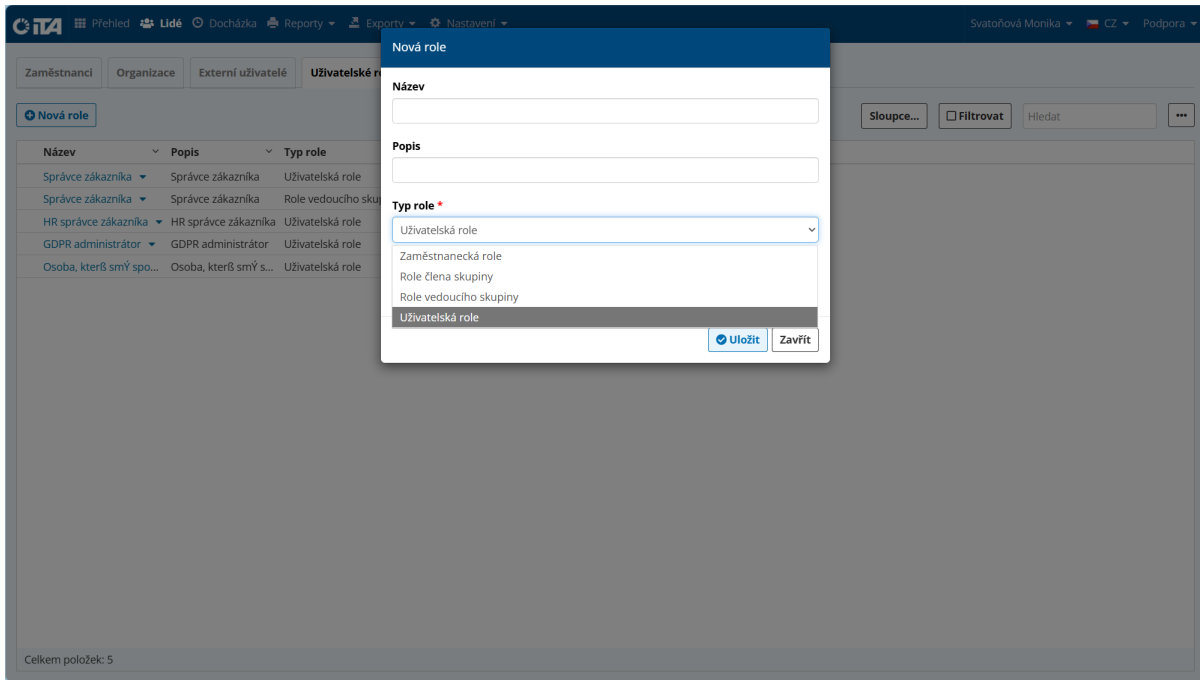 iTA Přehled Lidé Docházka Reporty Exporty Nastavení Svatoňová Monika CZ Podpora
Nová role
Zaměstnanci Organizace Externí uživatelé Uživatelské
Název
Nová role Sloupce... Filtrovat Hledat ...
Popis
Název Popis Typ role
Správce zákazníka Správce zákazníka Uživatelská role
Správce zákazníka Správce zákazníka Role vedoucího
Typ role *
HR správce zákazníka HR správce zákazníka Uživatelská role
Uživatelská role
GDPR administrátor GDPR administrátor Uživatelská role
Zaměstnanecká role
Osoba, kterß smÝ spo... Osoba, kterß smÝ s... Uživatelská role
Role člena skupiny
Role vedoucího skupiny
Uživatelská role
Uložit Zavřít
Celkem položek: 5